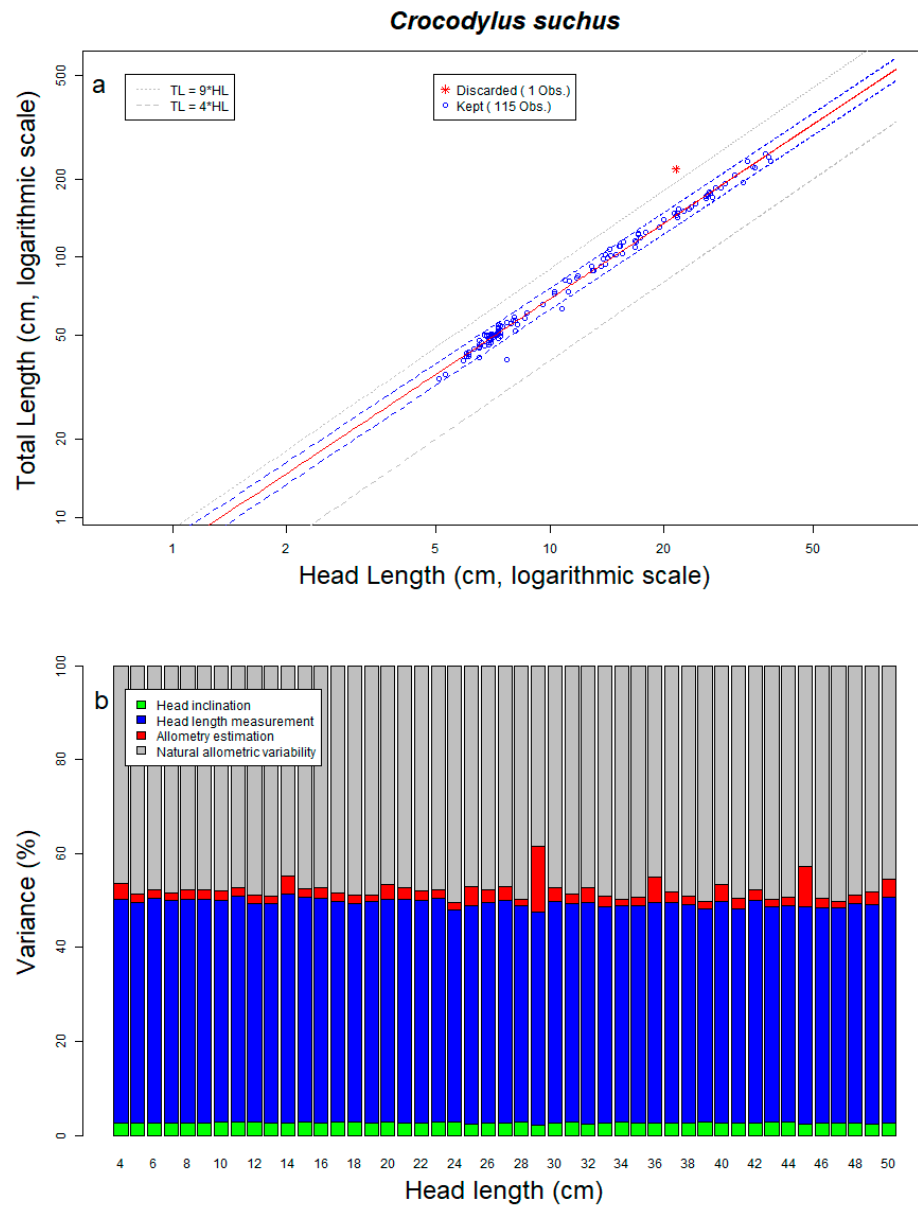 Crocodylus suchus
a
TL = 9*HL
TL = 4*HL
Discarded ( 1 Obs.)
Kept ( 115 Obs.)
Total Length (cm, logarithmic scale)
500
200
100
50
20
10
1 2 5 10 20 50
Head Length (cm, logarithmic scale)
b
Head inclination
Head length measurement
Allometry estimation
Natural allometric variability
Variance (%)
100
80
60
40
20
0
4 6 8 10 12 14 16 18 20 22 24 26 28 30 32 34 36 38 40 42 44 46 48 50
Head length (cm)